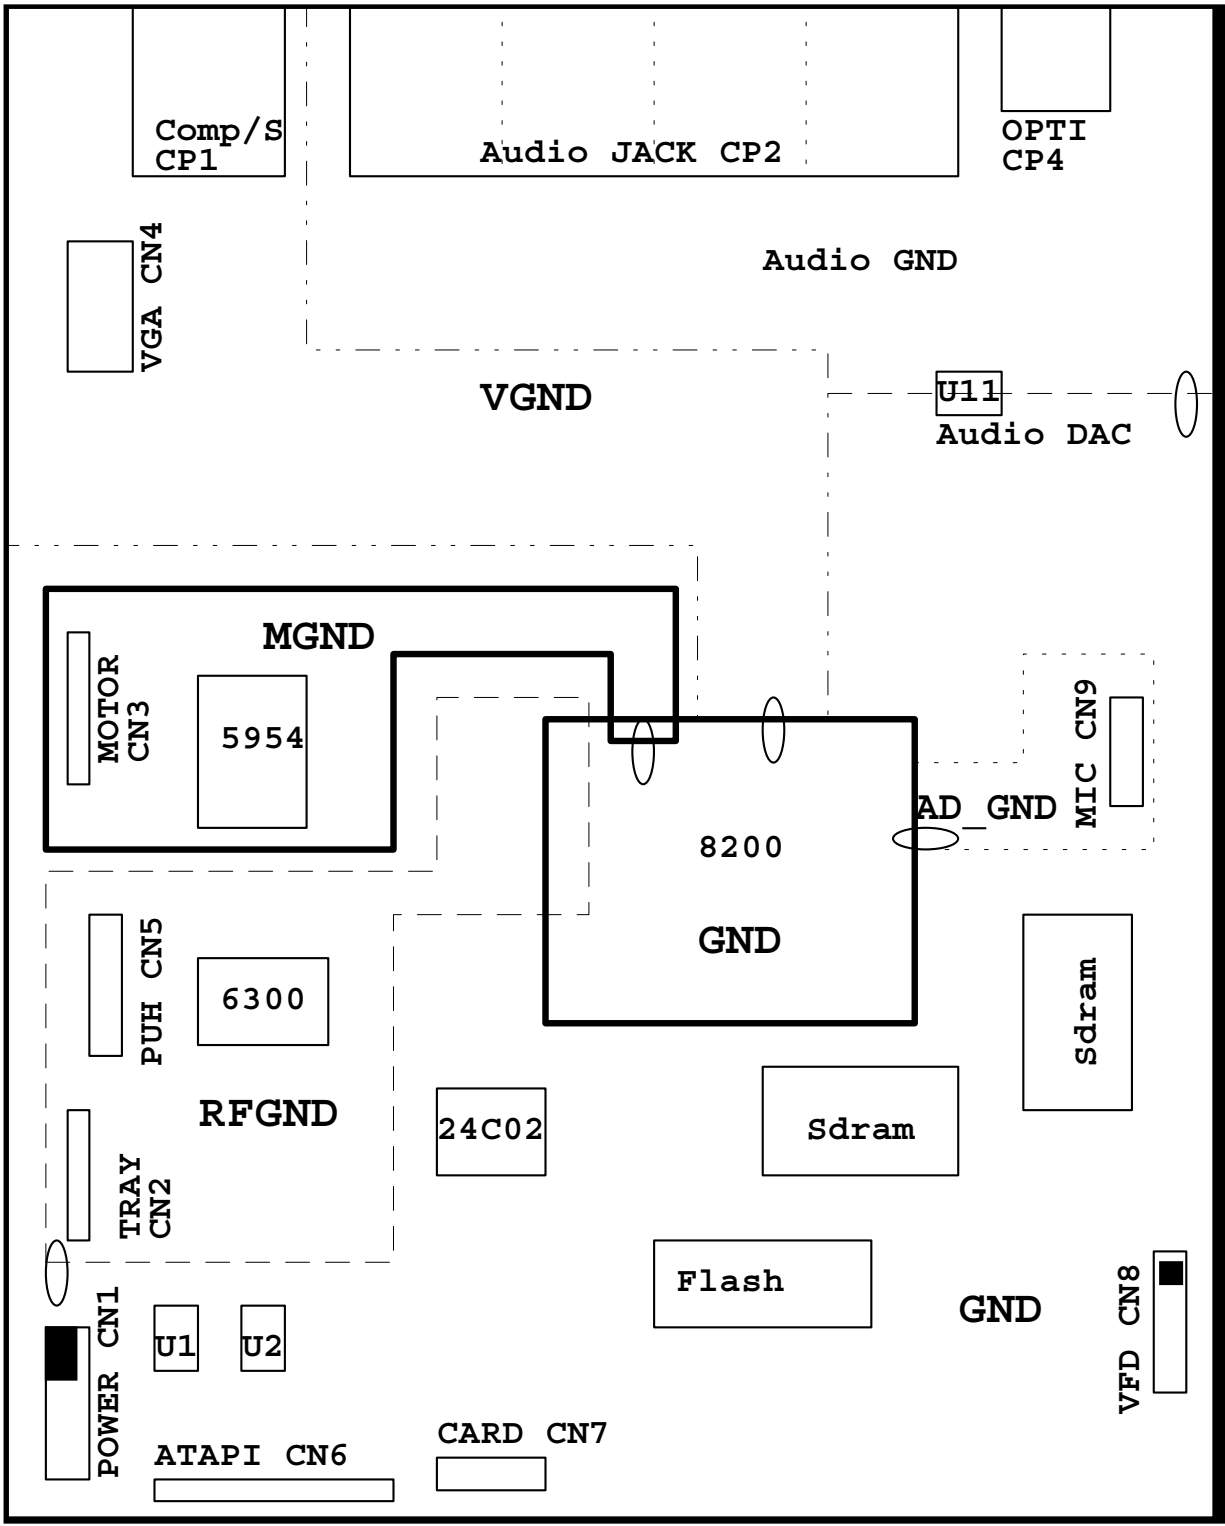 Comp/S
CP1
Audio JACK CP2
OPTI
CP4
VGA CN4
Audio GND
VGND
U11
Audio DAC
MGND
MOTOR
CN3
5954
MIC CN9
AD_GND
8200
GND
PUH CN5
6300
Sdram
RFGND
24C02
Sdram
TRAY
CN2
Flash
GND
VFD CN8
POWER CN1
U1
U2
CARD CN7
ATAPI CN6